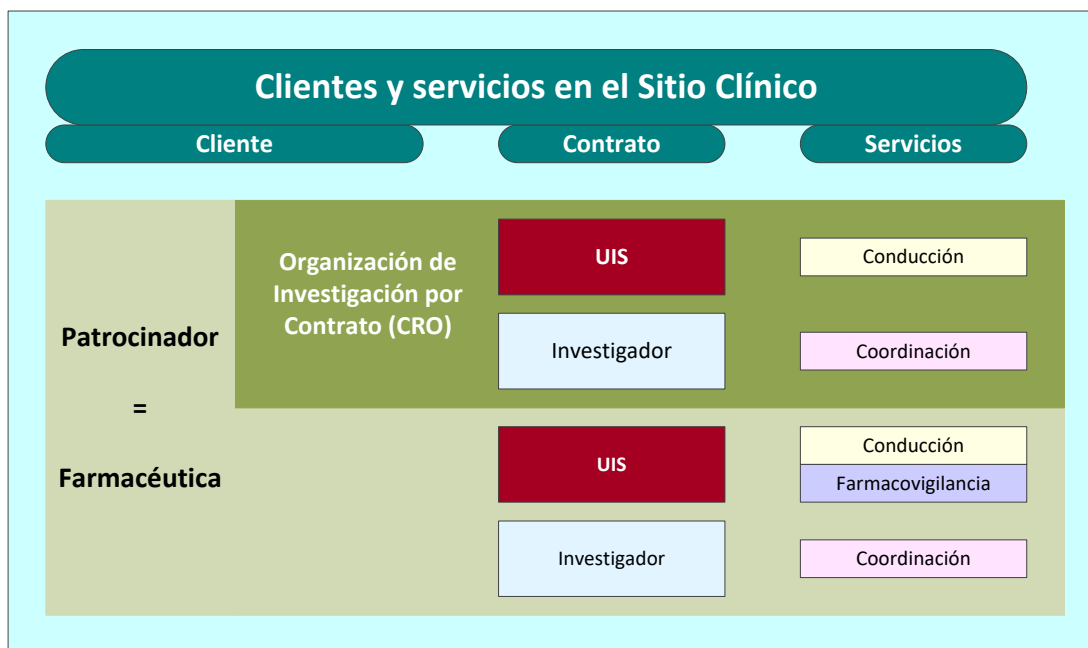 Clientes y servicios en el Sitio Clínico
Cliente
Contrato
Servicios
Patrocinador
=
Farmacéutica
Organización de
Investigación por
Contrato (CRO)
UIS
Conducción
Investigador
Coordinación
UIS
Conducción
Farmacovigilancia
Investigador
Coordinación